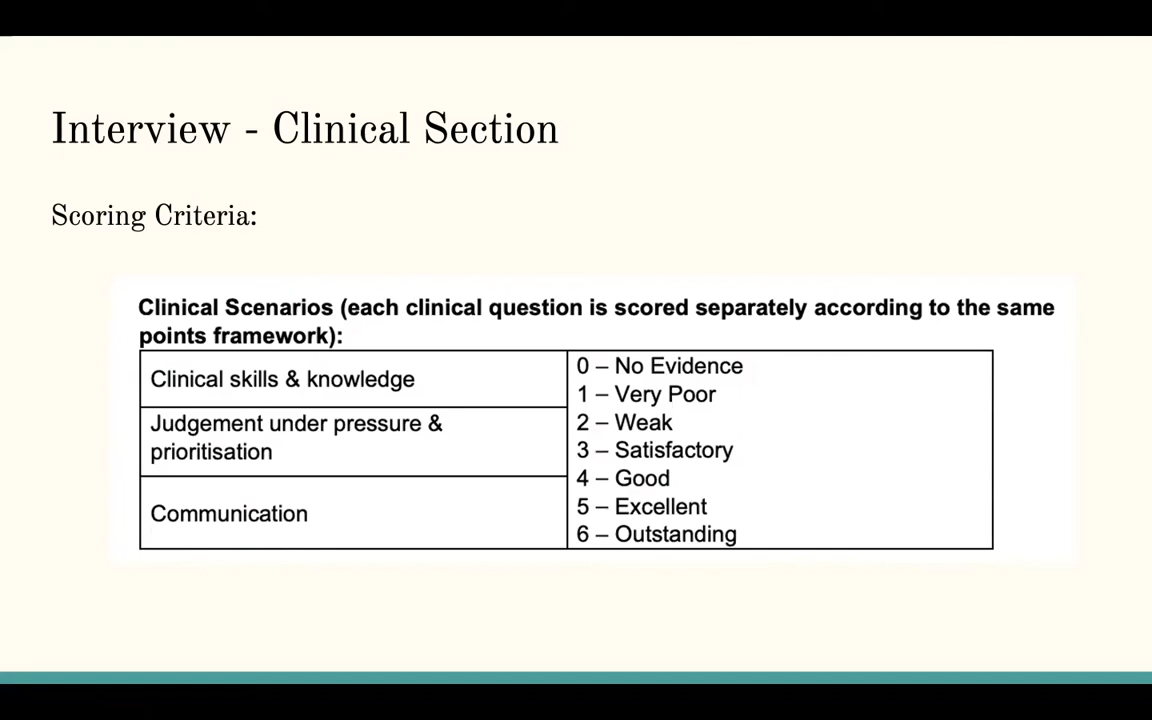 Interview - Clinical Section
Scoring Criteria:
Clinical Scenarios (each clinical question is scored separately according to the same
points framework):
Clinical skills & knowledge
Judgement under pressure &
prioritisation
Communication
0 – No Evidence
1 – Very Poor
2 – Weak
3 – Satisfactory
4 – Good
5 – Excellent
6 – Outstanding